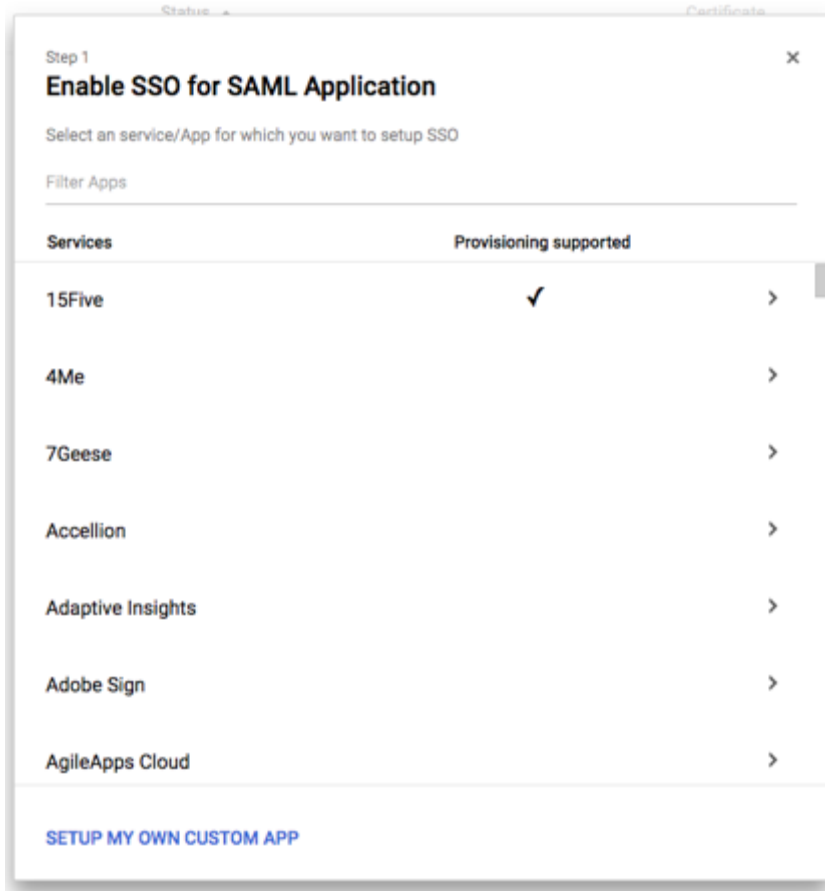 Status
Certificate
Step 1
Enable SSO for SAML Application
Select an service/App for which you want to setup SSO
Filter Apps
Services Provisioning supported
15Five
4Me
7Geese
Accellion
Adaptive Insights
Adobe Sign
AgileApps Cloud
SETUP MY OWN CUSTOM APP